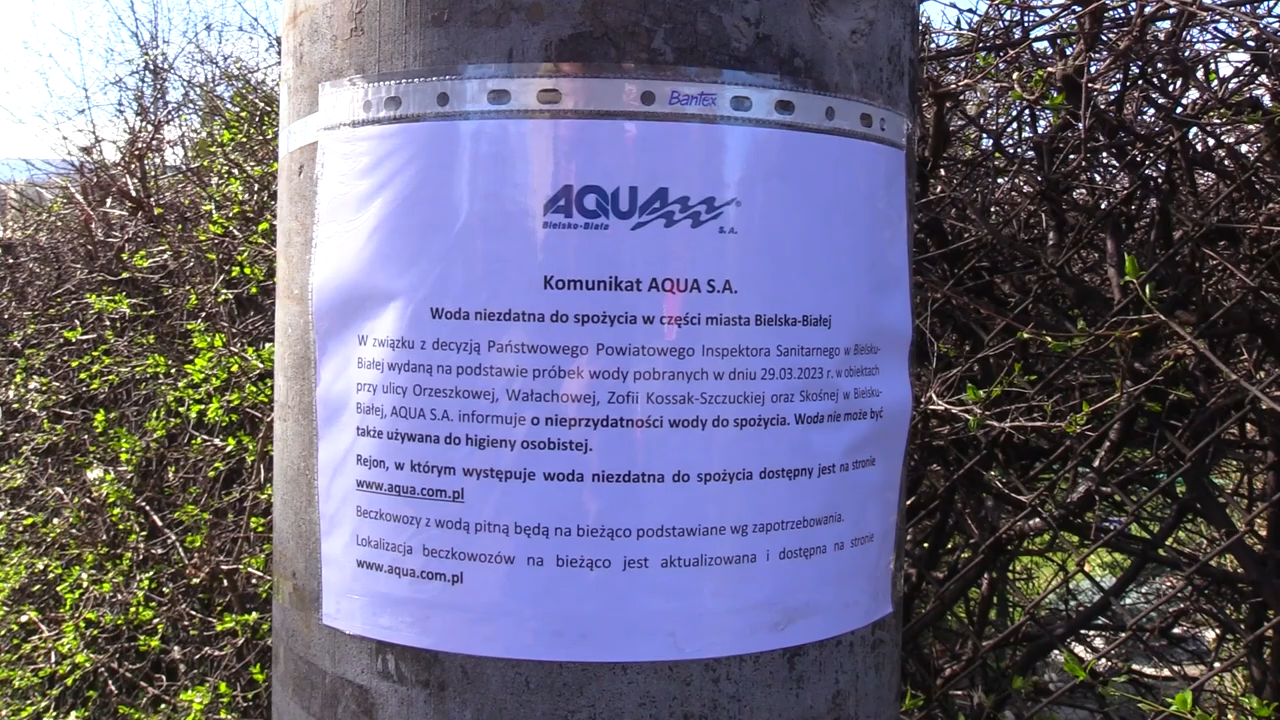 Bantex
AQUA
Bielsko-Biała
S.A.
Komunikat AQUA S.A.
Woda niezdatna do spożycia w części miasta Bielska-Białej
W związku z decyzją Państwowego Powiatowego Inspektora Sanitarnego w Bielsku-
Białej wydaną na podstawie próbek wody pobranych w dniu 29.03.2023 r. w obiektach
przy ulicy Orzeszkowej, Wałachowej, Zofii Kossak-Szczuckiej oraz Skośnej w Bielsku-
Białej, AQUA S.A. informuje o nieprzydatności wody do spożycia. Woda nie może być
także używana do higieny osobistej.
Rejon, w którym występuje woda niezdatna do spożycia dostępny jest na stronie
www.aqua.com.pl
Beczkowozy z wodą pitną będą na bieżąco podstawiane wg zapotrzebowania.
Lokalizacja beczkowozów na bieżąco jest aktualizowana i dostępna na stronie
www.aqua.com.pl